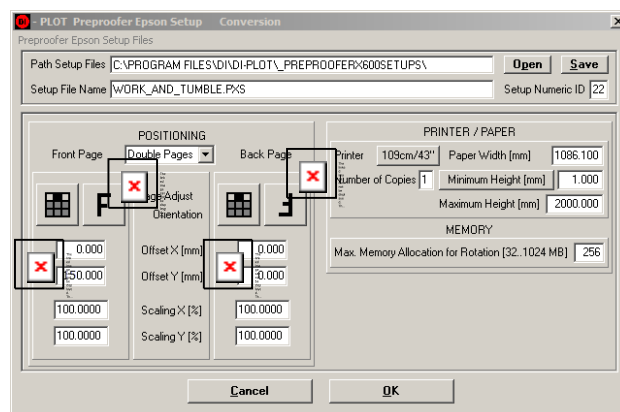 - PLOT Preproofer Epson Setup Conversion
Preproofer Epson Setup Files
Path Setup Files C:\PROGRAM FILES\DI\DI-PLOT\_PREPROOFERX600SETUPS\ Open Save
Setup File Name WORK_AND_TUMBLE.PXS Setup Numeric ID 22
POSITIONING
Front Page Double Pages Back Page
F
Adjust
Orientation
0.000 Offset X [mm] 0.000
150.000 Offset Y [mm] 0.000
100.0000 Scaling X [%] 100.0000
100.0000 Scaling Y [%] 100.0000
PRINTER / PAPER
Printer 109cm/43" Paper Width [mm] 1086.100
Number of Copies 1 Minimum Height [mm] 1.000
Maximum Height [mm] 2000.000
MEMORY
Max. Memory Allocation for Rotation [32..1024 MB] 256
Cancel OK